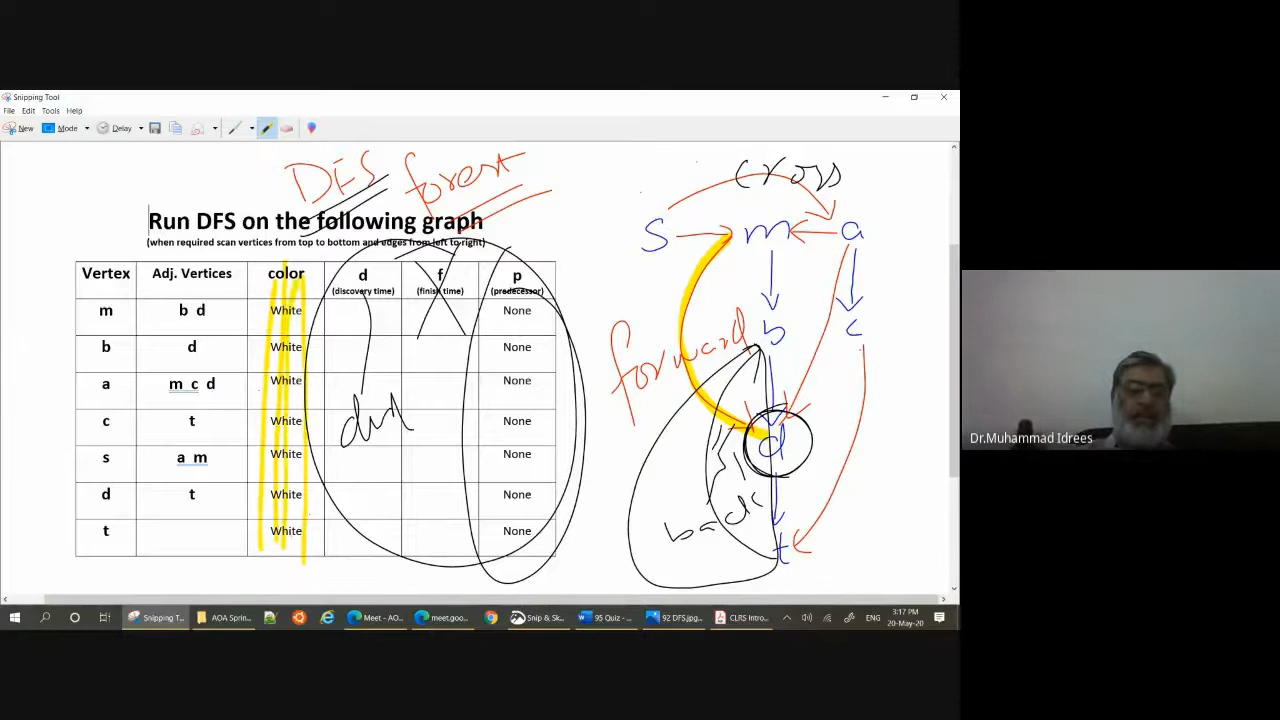 Snipping Tool
File Edit Tools Help
New Mode Delay
DFS forest
cross
Run DFS on the following graph
(when required scan vertices from top to bottom and edges from left to right)
s m a
Vertex Adj. Vertices color d f p
(discovery time) (finish time) (predecessor)
m b d White None
b c
forward
b d White None
a m c d White None
c t White None
d
s a m White None
d t White None
back
t White None
t
Dr.Muhammad Idrees
Snipping T... AOA Sprin... Meet - AO... meet.goo... Snip & Sk... 95 Quiz - ... 92 DFS.jpg... CLRS Intro... ENG 3:17 PM
20-May-20